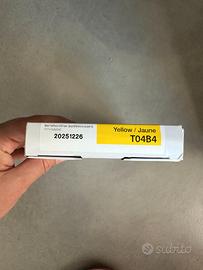 20251226
Yellow / Jaune
T04B4
subito